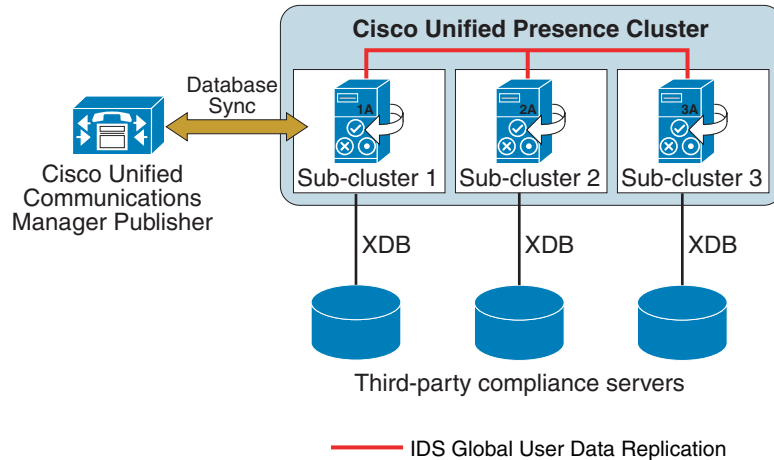 Cisco Unified Presence Cluster
Database
Sync
1A
2A
3A
Cisco Unified
Communications
Manager Publisher
Sub-cluster 1
Sub-cluster 2
Sub-cluster 3
XDB
XDB
XDB
Third-party compliance servers
IDS Global User Data Replication